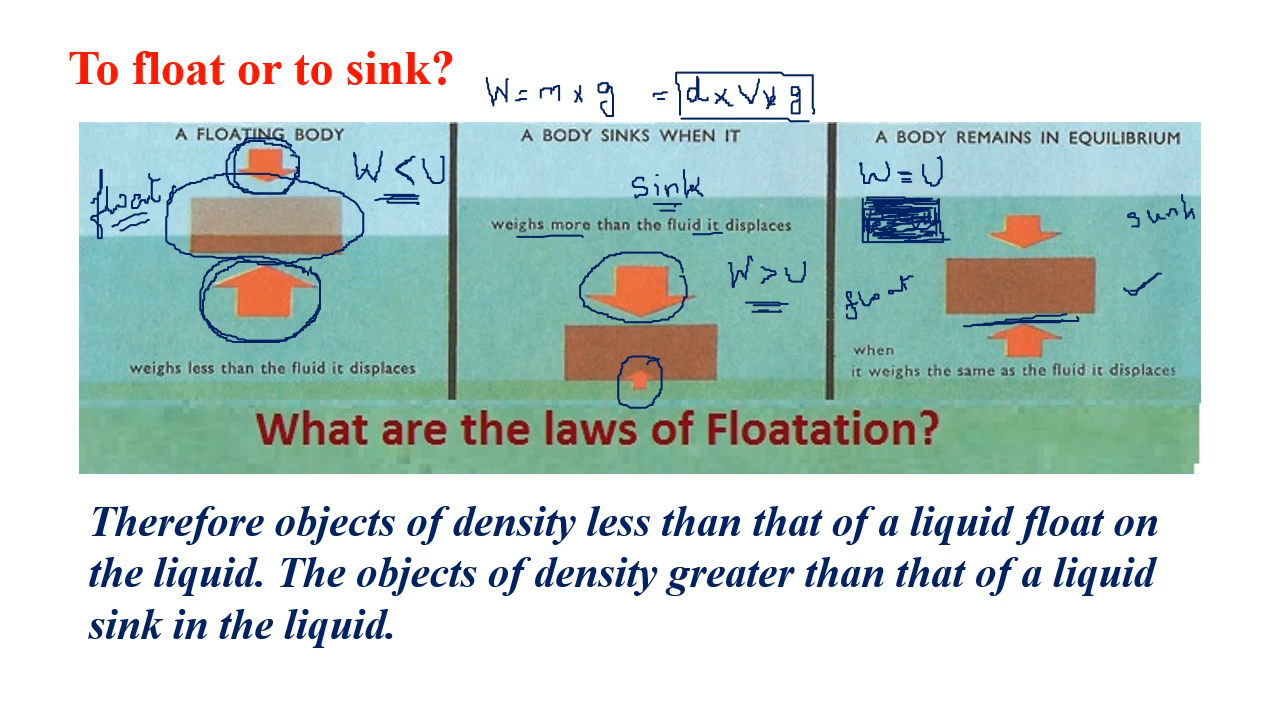 To float or to sink?
W = m x g = d x V x g
A FLOATING BODY
W < U
float
weighs less than the fluid it displaces
A BODY SINKS WHEN IT
sink
weighs more than the fluid it displaces
W > U
A BODY REMAINS IN EQUILIBRIUM
W = U
sunk
float
when
it weighs the same as the fluid it displaces
What are the laws of Floatation?
Therefore objects of density less than that of a liquid float on
the liquid. The objects of density greater than that of a liquid
sink in the liquid.